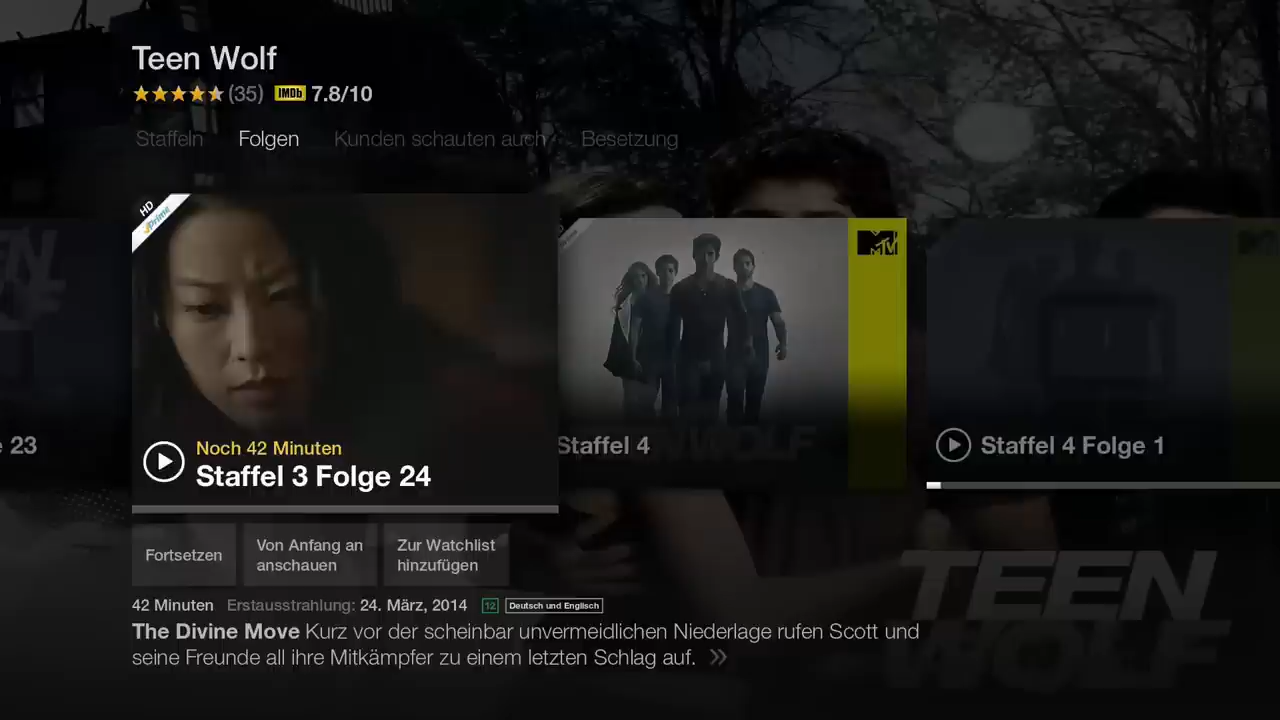 Teen Wolf
(35) IMDb 7.8/10
Staffeln Folgen Kunden schauten auch Besetzung
HD
Prime
MTV
23
Noch 42 Minuten
Staffel 3 Folge 24
Staffel 4
Staffel 4 Folge 1
Fortsetzen
Von Anfang an
anschauen
Zur Watchlist
hinzufügen
42 Minuten Erstausstrahlung: 24. März, 2014 12 Deutsch und Englisch
The Divine Move Kurz vor der scheinbar unvermeidlichen Niederlage rufen Scott und
seine Freunde all ihre Mitkämpfer zu einem letzten Schlag auf.
TEEN
WOLF